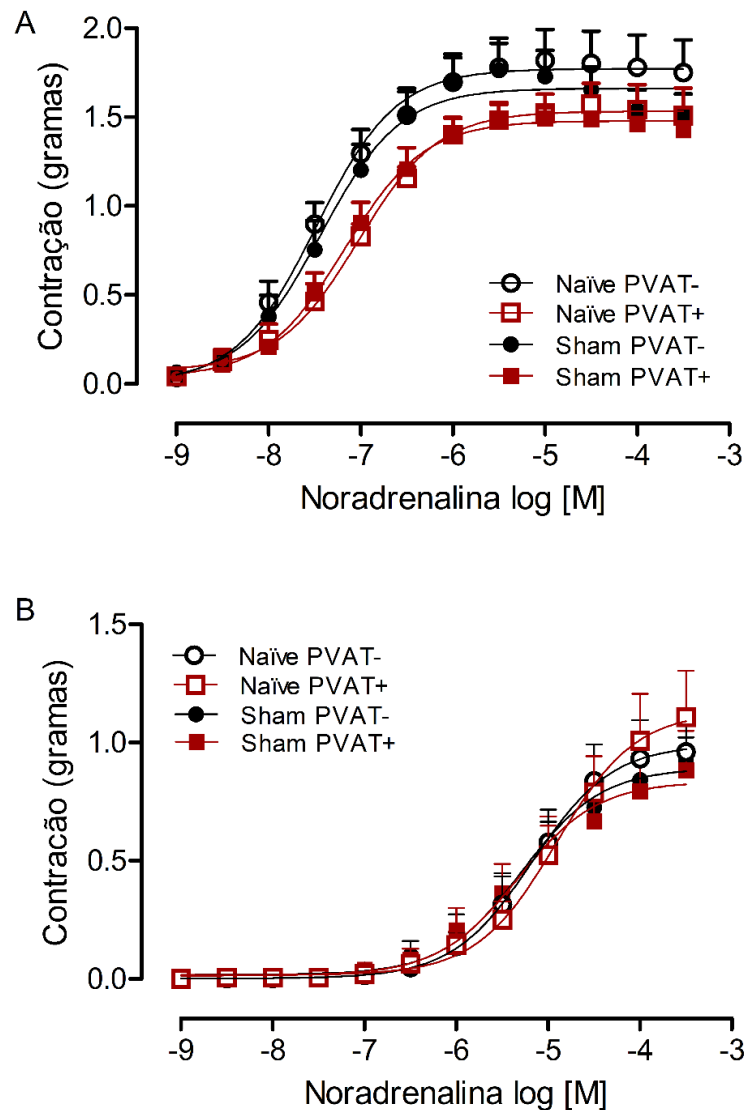 A
2.0
1.5
1.0
0.5
0.0
Contração (gramas)
Naïve PVAT-
Naïve PVAT+
Sham PVAT-
Sham PVAT+
-9 -8 -7 -6 -5 -4 -3
Noradrenalina log [M]
B
1.5
1.0
0.5
0.0
Contracão (gramas)
Naïve PVAT-
Naïve PVAT+
Sham PVAT-
Sham PVAT+
-9 -8 -7 -6 -5 -4 -3
Noradrenalina log [M]